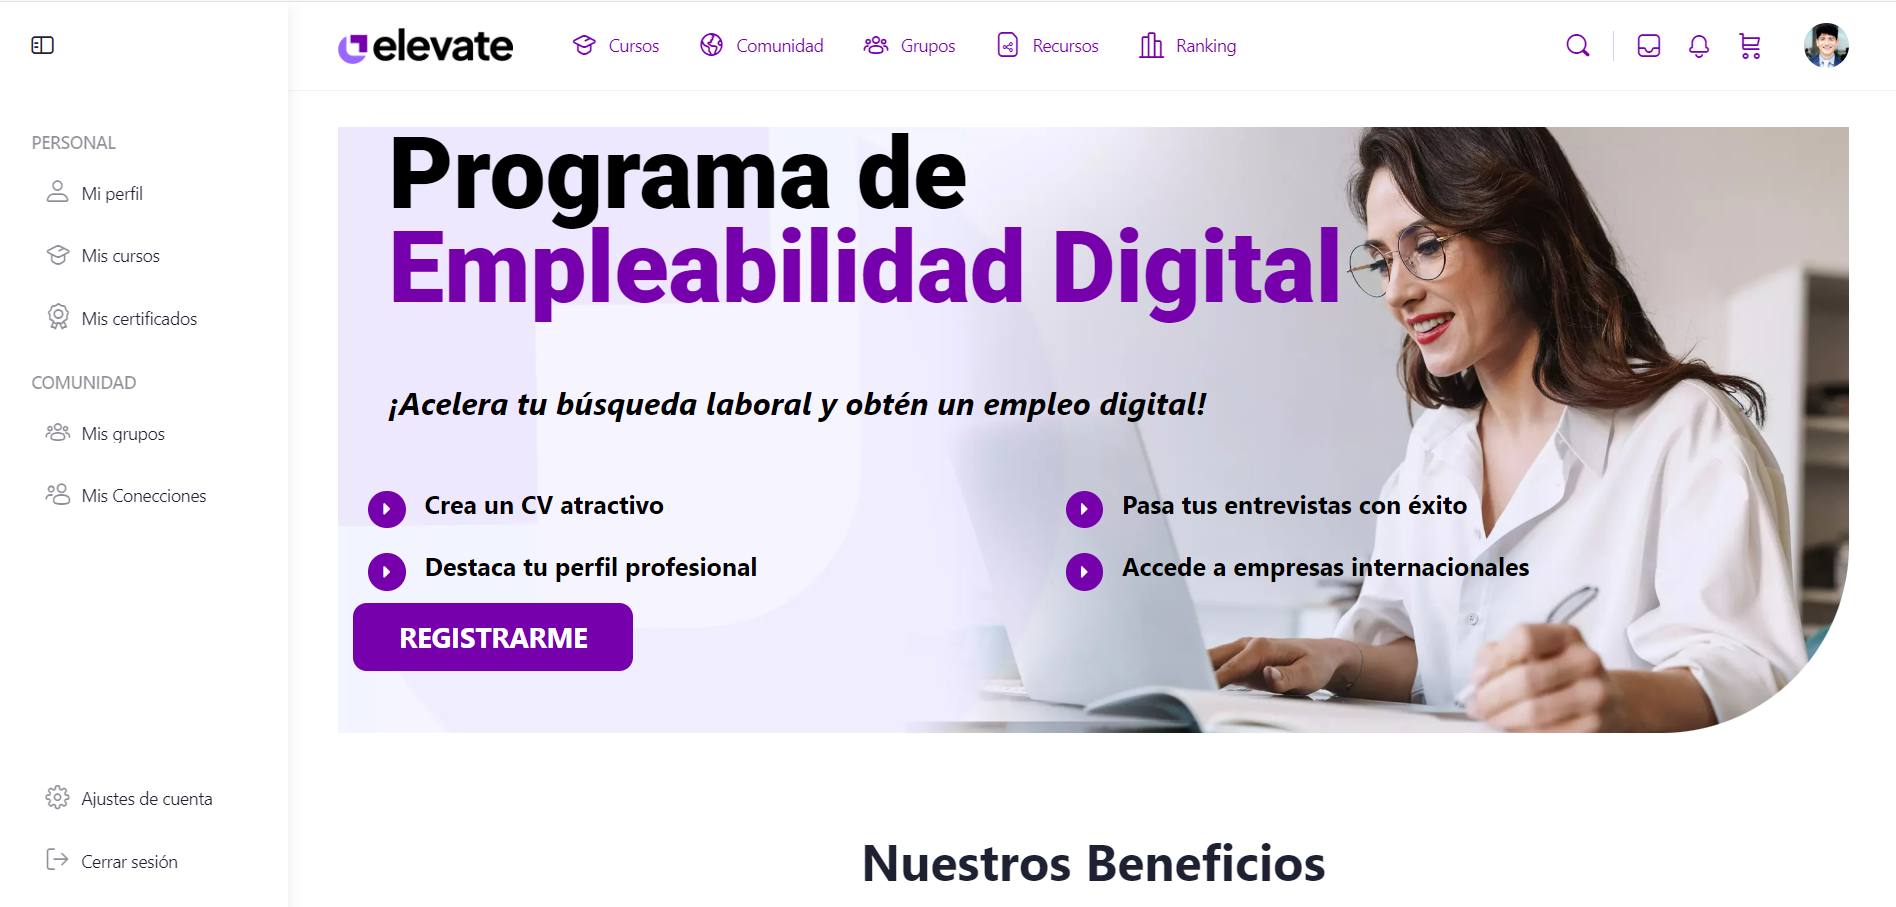 elevate
Cursos
Comunidad
Grupos
Recursos
Ranking
PERSONAL
Mi perfil
Mis cursos
Mis certificados
COMUNIDAD
Mis grupos
Mis Conecciones
Ajustes de cuenta
Cerrar sesión
Programa de
Empleabilidad Digital
¡Acelera tu búsqueda laboral y obtén un empleo digital!
Crea un CV atractivo
Pasa tus entrevistas con éxito
Destaca tu perfil profesional
Accede a empresas internacionales
REGISTRARME
Nuestros Beneficios